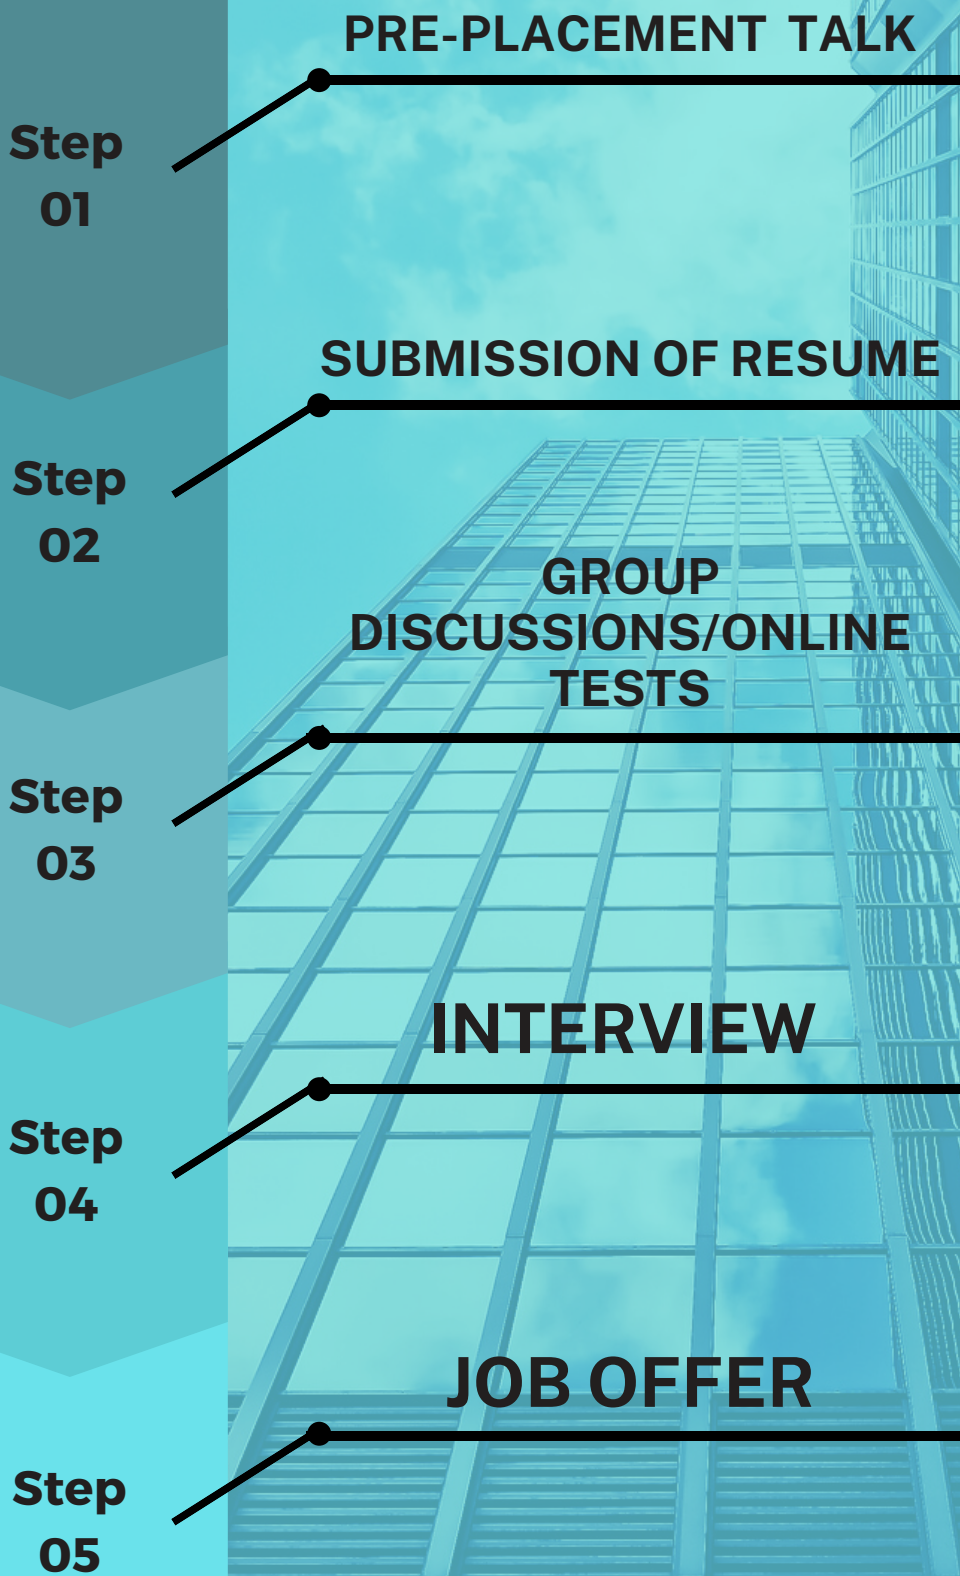 PRE-PLACEMENT TALK
Step
01
SUBMISSION OF RESUME
Step
02
GROUP
DISCUSSIONS/ONLINE
TESTS
Step
03
INTERVIEW
Step
04
JOB OFFER
Step
05